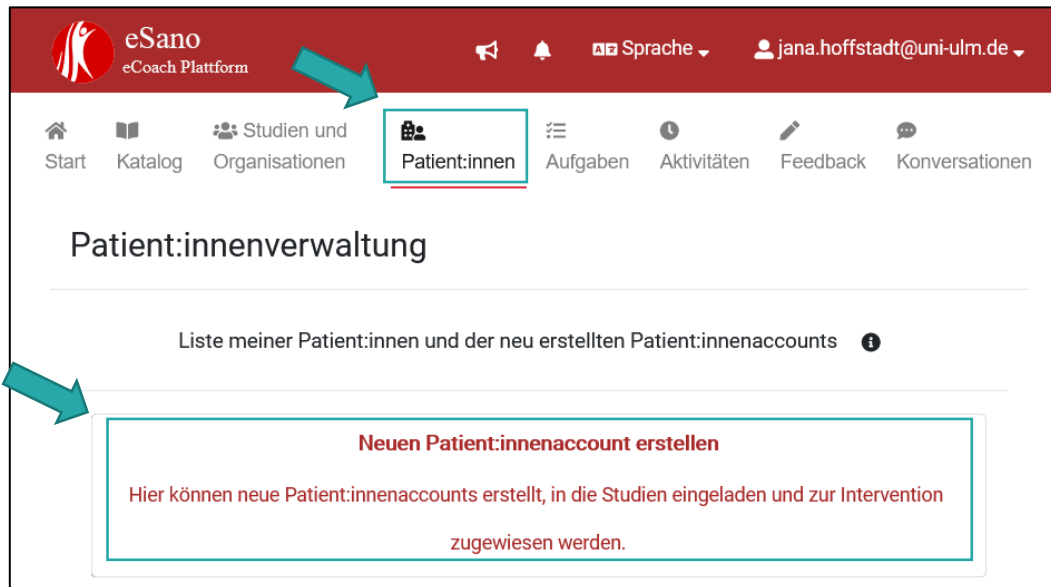 eSano
eCoach Plattform
Sprache
jana.hoffstadt@uni-ulm.de
Start
Katalog
Studien und
Organisationen
Patient:innen
Aufgaben
Aktivitäten
Feedback
Konversationen
Patient:innenverwaltung
Liste meiner Patient:innen und der neu erstellten Patient:innenaccounts
Neuen Patient:innenaccount erstellen
Hier können neue Patient:innenaccounts erstellt, in die Studien eingeladen und zur Intervention
zugewiesen werden.